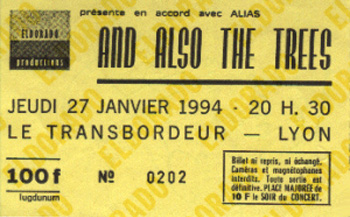 présente en accord avec ALIAS
ELDORADO
productions
AND ALSO THE TREES
JEUDI 27 JANVIER 1994 - 20 H. 30
LE TRANSBORDEUR — LYON
100 f
lugdunum
Nº 0202
Billet ni repris, ni échangé.
Caméras et magnétophones
interdits. Toute sortie est
définitive. PLACE MAJORÉE de
10 F le SOIR du CONCERT.